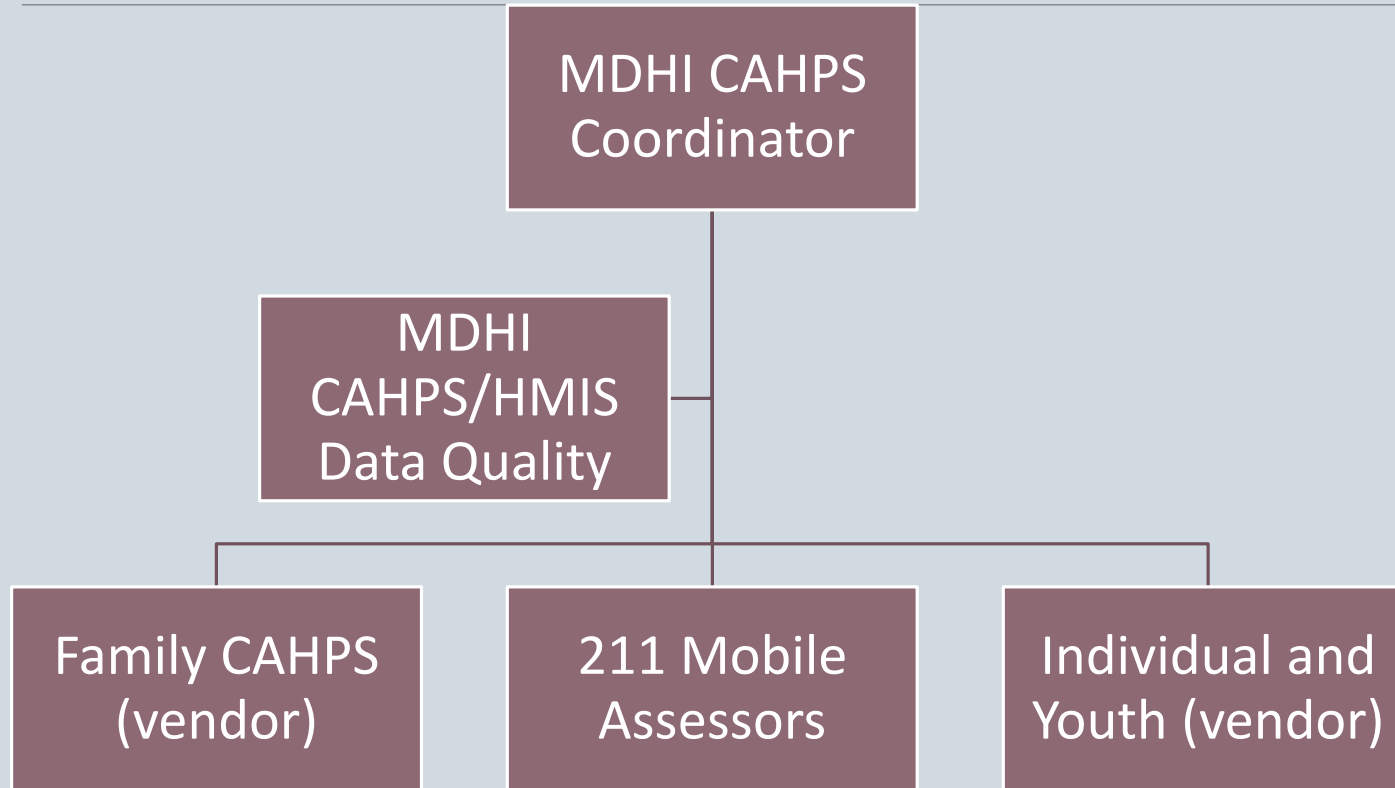 MDHI CAHPS
Coordinator
MDHI
CAHPS/HMIS
Data Quality
Family CAHPS
(vendor)
211 Mobile
Assessors
Individual and
Youth (vendor)